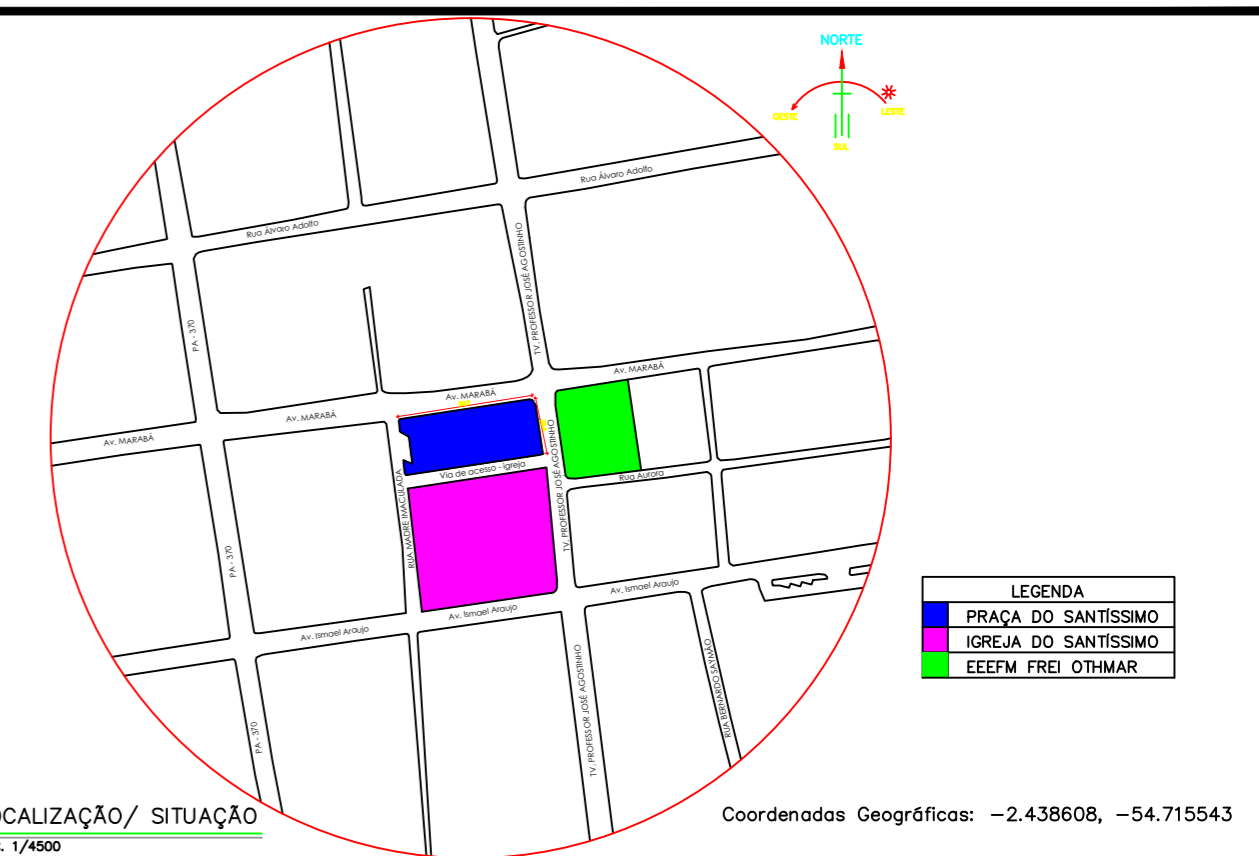 NORTE
OESTE
LESTE
SUL
Rua Álvaro Adolfo
Rua Álvaro Adolfo
TV. PROFESSOR JOSÉ AGOSTINHO
PA - 370
Av. MARABÁ
Av. MARABÁ
Av. MARABÁ
Av. MARABÁ
Via de acesso - Igreja
TV. PROFESSOR JOSÉ AGOSTINHO
Rua Aurora
RUA MADRE IMACULADA
PA - 370
Av. Ismael Araujo
Av. Ismael Araujo
Av. Ismael Araujo
TV. PROFESSOR JOSÉ AGOSTINHO
RUA BERNARDO SAYMÃO
PA - 370
LEGENDA
PRAÇA DO SANTÍSSIMO
IGREJA DO SANTÍSSIMO
EEEFM FREI OTHMAR
OCALIZAÇÃO/ SITUAÇÃO
. 1/4500
Coordenadas Geográficas: −2.438608, −54.715543